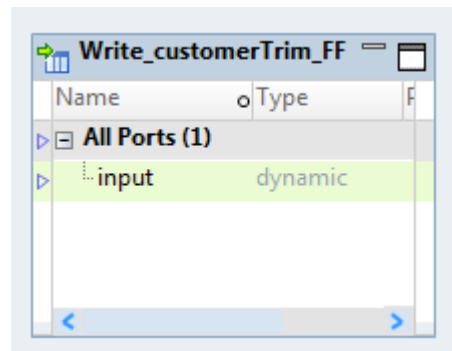 Write_customerTrim_FF
Name Type
All Ports (1)
input dynamic